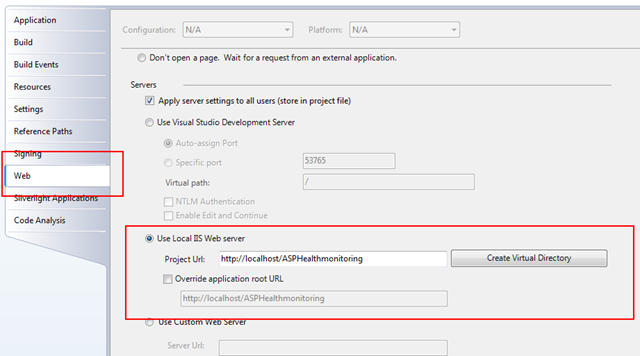 Application
Build
Build Events
Resources
Settings
Reference Paths
Signing
Web
Silverlight Applications
Code Analysis
Configuration: N/A Platform: N/A
Don't open a page. Wait for a request from an external application.
Servers
Apply server settings to all users (store in project file)
Use Visual Studio Development Server
Auto-assign Port
Specific port 53765
Virtual path: /
NTLM Authentication
Enable Edit and Continue
Use Local IIS Web server
Project Url: http://localhost/ASPHealthmonitoring Create Virtual Directory
Override application root URL
http://localhost/ASPHealthmonitoring
Use Custom Web Server
Server Url: